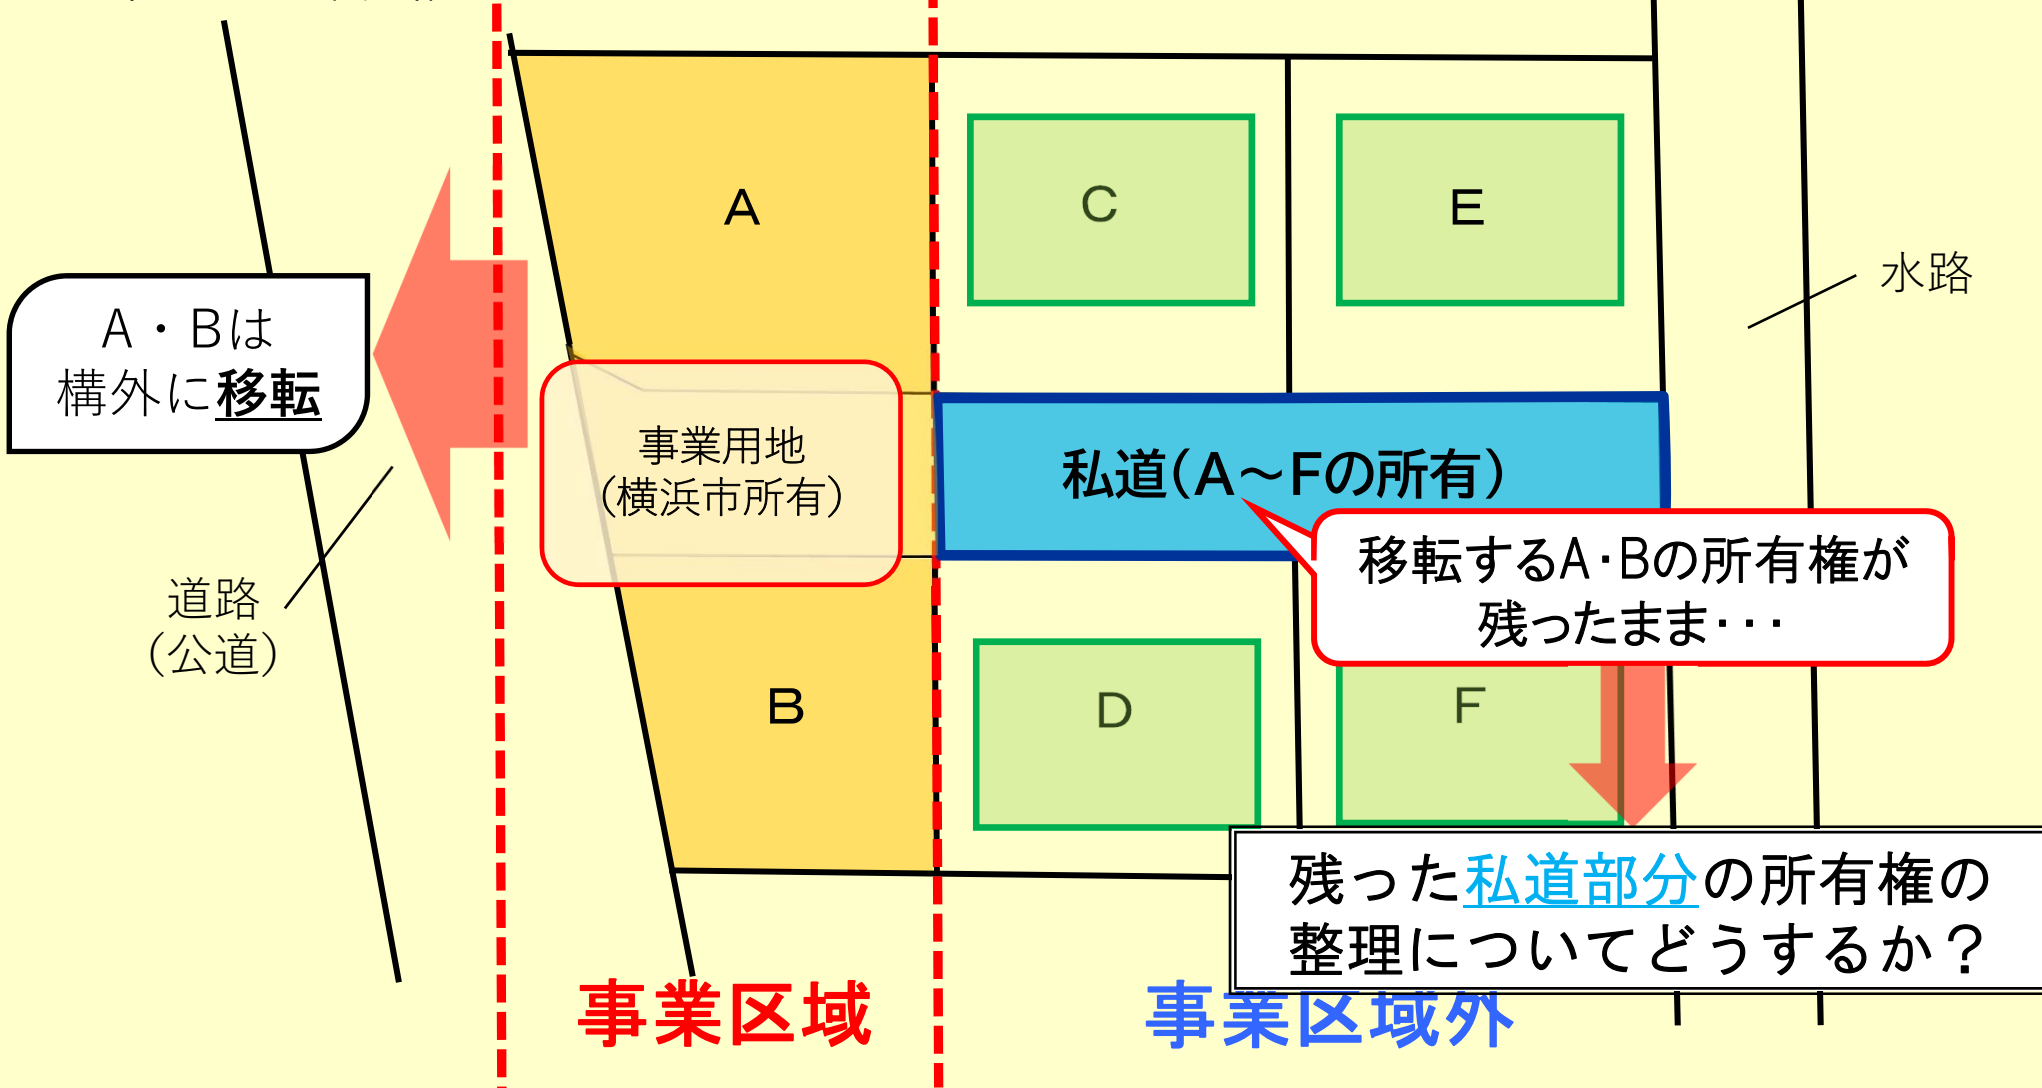 A
C
E
水路
A・Bは
構外に移転
事業用地
(横浜市所有)
私道(A~Fの所有)
移転するA・Bの所有権が
残ったまま・・・
道路
(公道)
B
D
F
残った私道部分の所有権の
整理についてどうするか?
事業区域
事業区域外